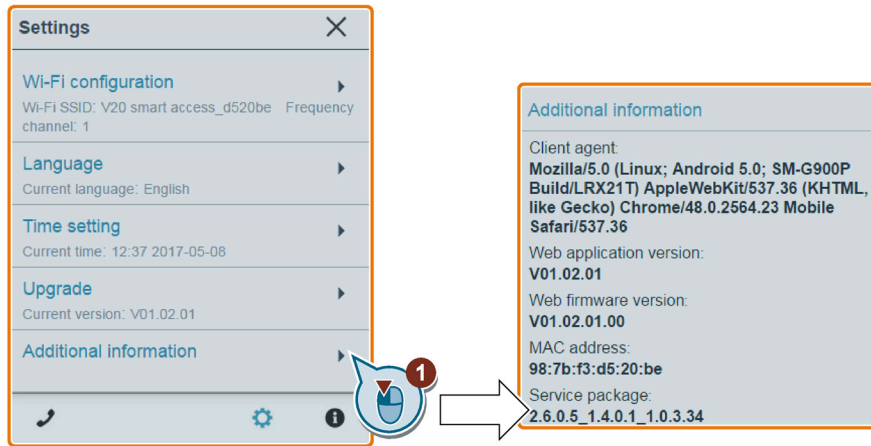 Settings
Wi-Fi configuration
Wi-Fi SSID: V20 smart access_d520be Frequency
channel: 1
Language
Current language: English
Time setting
Current time: 12:37 2017-05-08
Upgrade
Current version: V01.02.01
Additional information
1
Additional information
Client agent:
Mozilla/5.0 (Linux; Android 5.0; SM-G900P
Build/LRX21T) AppleWebKit/537.36 (KHTML,
like Gecko) Chrome/48.0.2564.23 Mobile
Safari/537.36
Web application version:
V01.02.01
Web firmware version:
V01.02.01.00
MAC address:
98:7b:f3:d5:20:be
Service package:
2.6.0.5_1.4.0.1_1.0.3.34